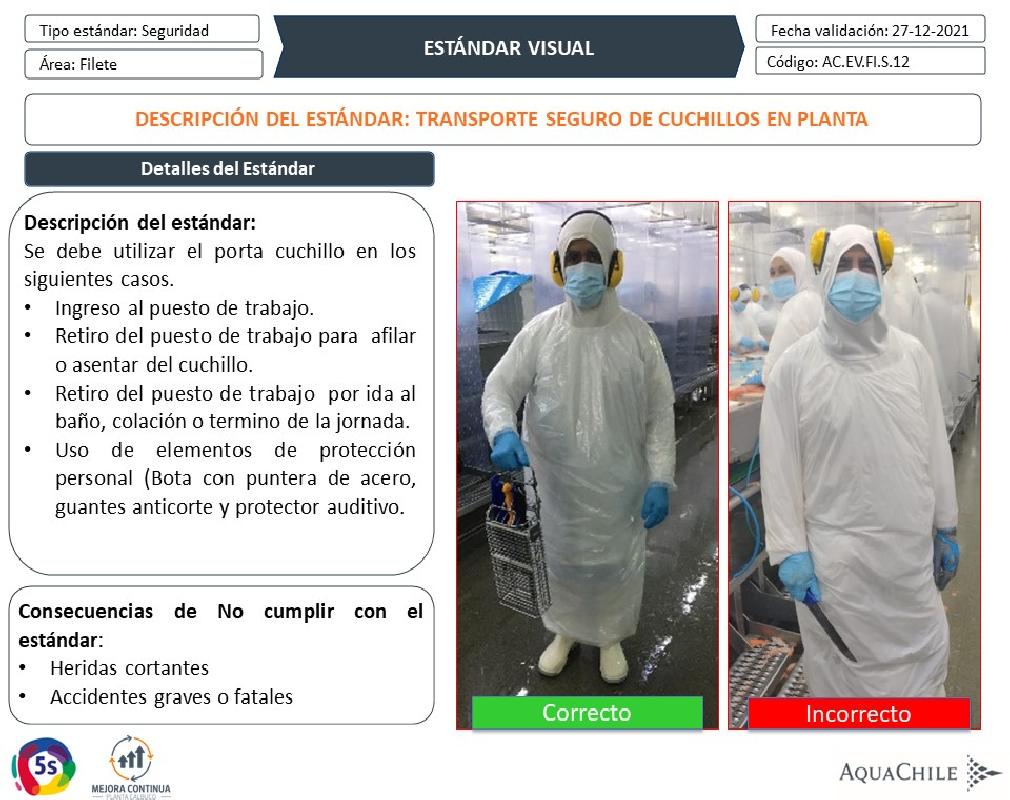 Tipo estándar: Seguridad
Área: Filete
ESTÁNDAR VISUAL
Fecha validación: 27-12-2021
Código: AC.EV.FI.S.12
DESCRIPCIÓN DEL ESTÁNDAR: TRANSPORTE SEGURO DE CUCHILLOS EN PLANTA
Detalles del Estándar
Descripción del estándar:
Se debe utilizar el porta cuchillo en los
siguientes casos.
• Ingreso al puesto de trabajo.
• Retiro del puesto de trabajo para afilar
o asentar del cuchillo.
• Retiro del puesto de trabajo por ida al
baño, colación o termino de la jornada.
• Uso de elementos de protección
personal (Bota con puntera de acero,
guantes anticorte y protector auditivo.
Consecuencias de No cumplir con el
estándar:
• Heridas cortantes
• Accidentes graves o fatales
Correcto
Incorrecto
5s
MEJORA CONTINUA
PLANTA CALBUCO
AQUACHILE